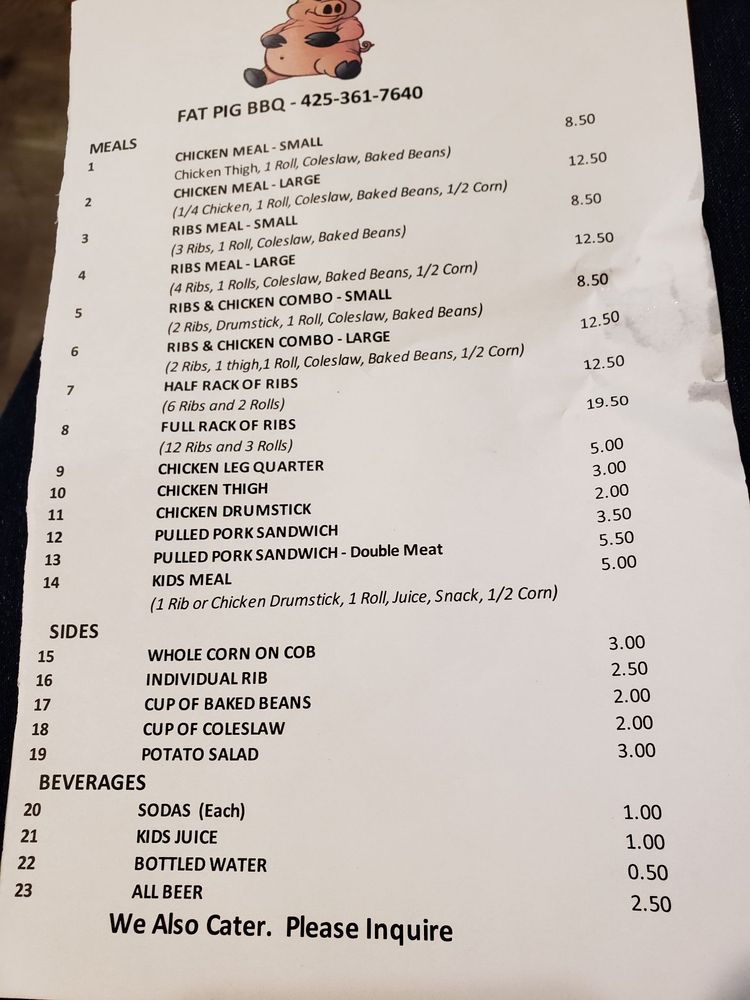 FAT PIG BBQ - 425-361-7640
MEALS
1 CHICKEN MEAL - SMALL 8.50
Chicken Thigh, 1 Roll, Coleslaw, Baked Beans)
2 CHICKEN MEAL - LARGE 12.50
(1/4 Chicken, 1 Roll, Coleslaw, Baked Beans, 1/2 Corn)
3 RIBS MEAL - SMALL 8.50
(3 Ribs, 1 Roll, Coleslaw, Baked Beans)
4 RIBS MEAL - LARGE 12.50
(4 Ribs, 1 Rolls, Coleslaw, Baked Beans, 1/2 Corn)
5 RIBS & CHICKEN COMBO - SMALL 8.50
(2 Ribs, Drumstick, 1 Roll, Coleslaw, Baked Beans)
6 RIBS & CHICKEN COMBO - LARGE 12.50
(2 Ribs, 1 thigh,1 Roll, Coleslaw, Baked Beans, 1/2 Corn)
7 HALF RACK OF RIBS 12.50
(6 Ribs and 2 Rolls)
8 FULL RACK OF RIBS 19.50
(12 Ribs and 3 Rolls)
9 CHICKEN LEG QUARTER 5.00
10 CHICKEN THIGH 3.00
11 CHICKEN DRUMSTICK 2.00
12 PULLED PORK SANDWICH 3.50
13 PULLED PORK SANDWICH - Double Meat 5.50
14 KIDS MEAL 5.00
(1 Rib or Chicken Drumstick, 1 Roll, Juice, Snack, 1/2 Corn)
SIDES
15 WHOLE CORN ON COB 3.00
16 INDIVIDUAL RIB 2.50
17 CUP OF BAKED BEANS 2.00
18 CUP OF COLESLAW 2.00
19 POTATO SALAD 3.00
BEVERAGES
20 SODAS (Each) 1.00
21 KIDS JUICE 1.00
22 BOTTLED WATER 0.50
23 ALL BEER 2.50
We Also Cater. Please Inquire